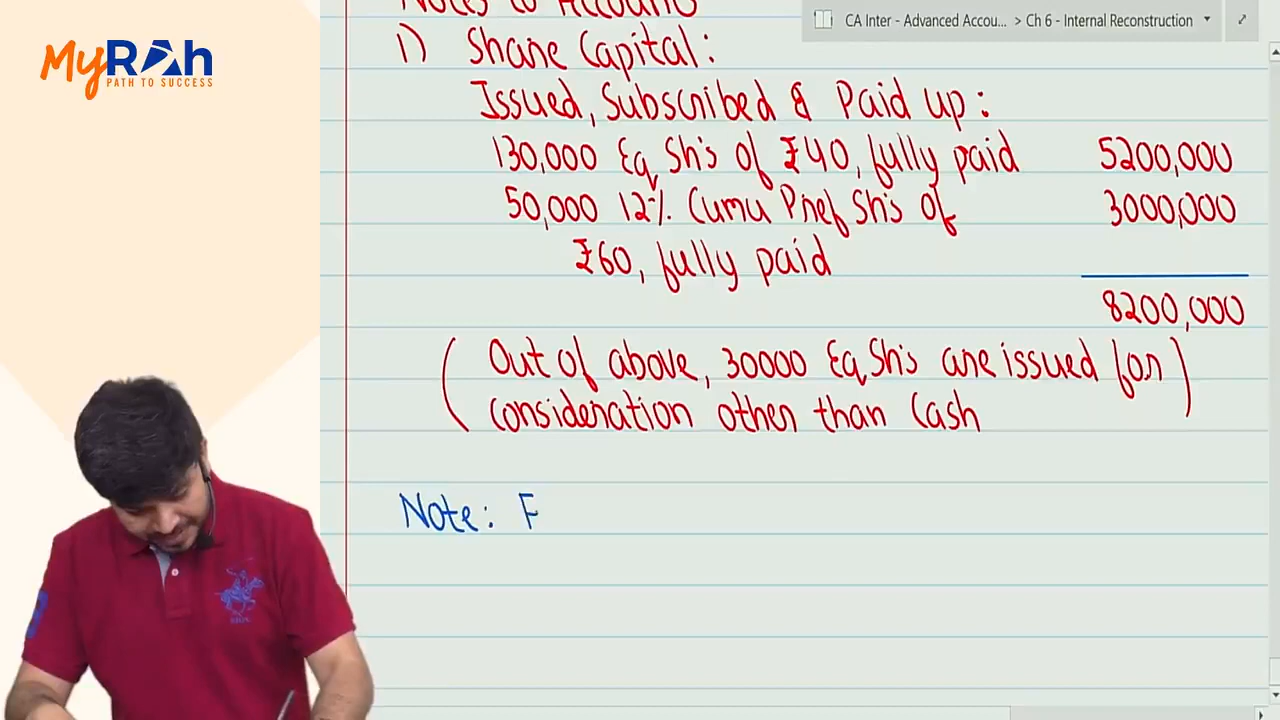 MyRAh
PATH TO SUCCESS
CA Inter - Advanced Accou... > Ch 6 - Internal Reconstruction
Notes to Accounts
1) Share Capital:
Issued, Subscribed & Paid up:
130,000 Eq Sh's of ₹40, fully paid 5200,000
50,000 12% Cumu Pref Sh's of 3000,000
₹60, fully paid
8200,000
( Out of above, 30000 Eq Sh's are issued for )
consideration other than Cash
Note: F